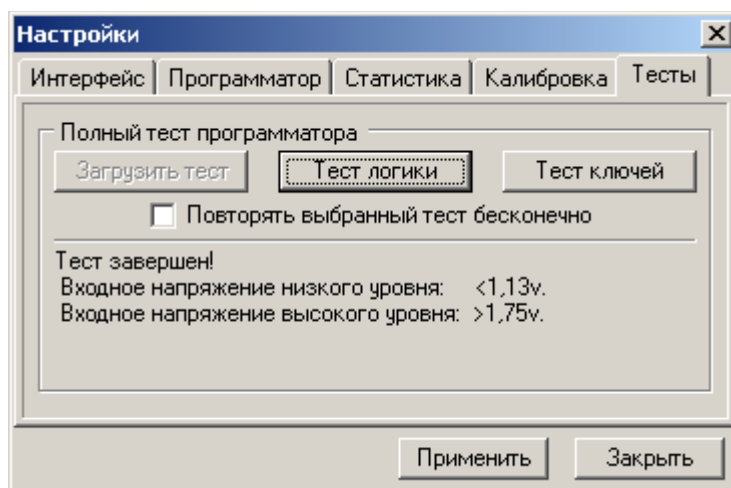 Настройки
Интерфейс Программатор Статистика Калибровка Тесты
Полный тест программатора
Загрузить тест Тест логики Тест ключей
Повторять выбранный тест бесконечно
Тест завершен!
Входное напряжение низкого уровня: <1,13v.
Входное напряжение высокого уровня: >1,75v.
Применить Закрыть